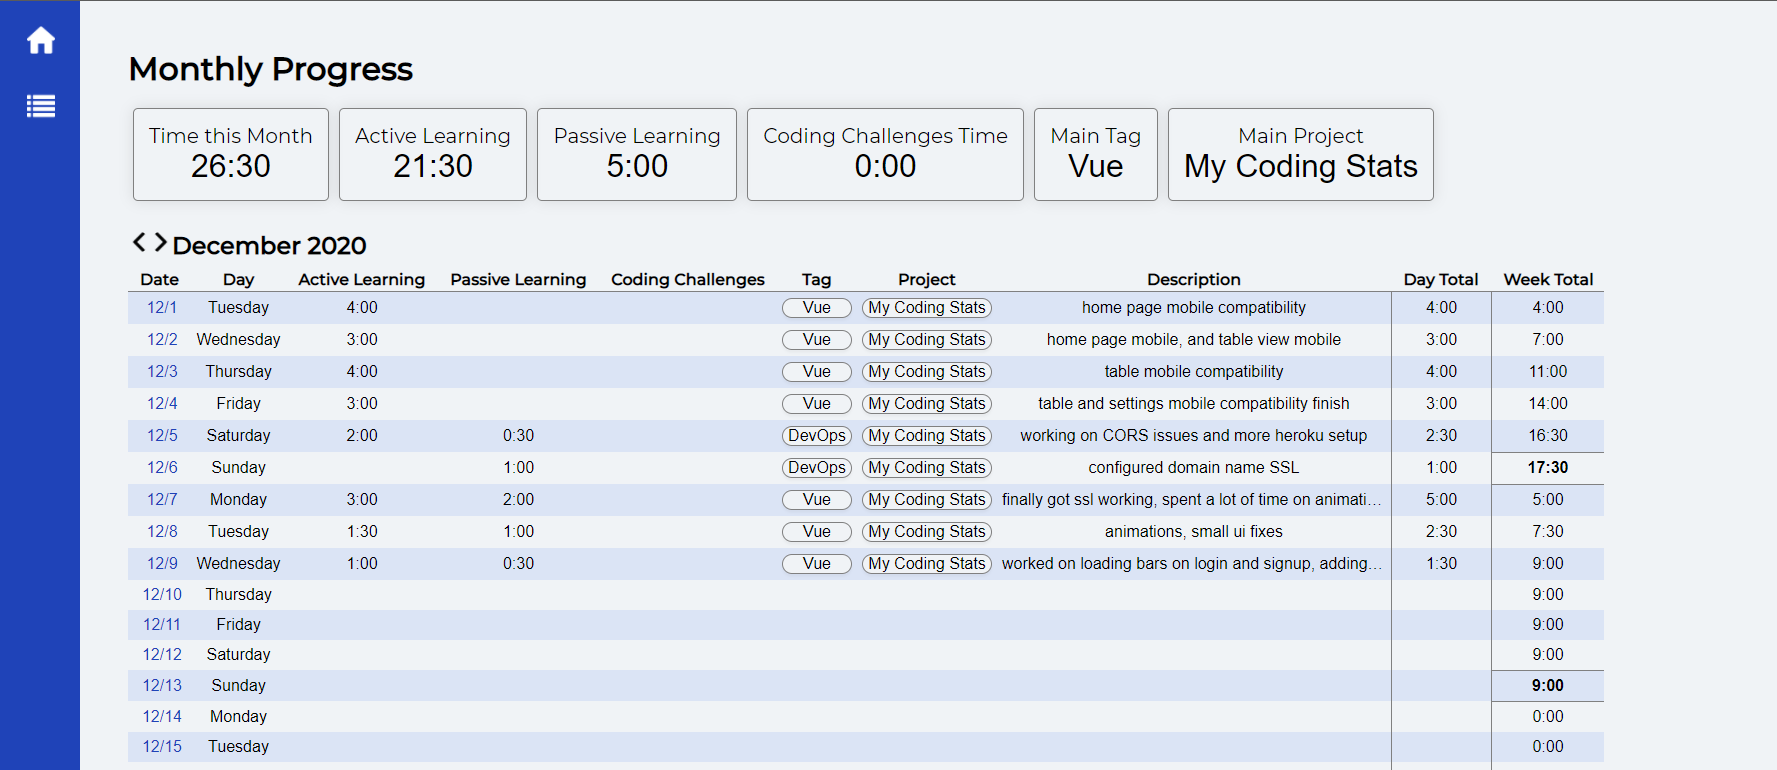 Monthly Progress
Time this Month Active Learning Passive Learning Coding Challenges Time Main Tag Main Project
26:30 21:30 5:00 0:00 Vue My Coding Stats
December 2020
Date Day Active Learning Passive Learning Coding Challenges Tag Project Description Day Total Week Total
12/1 Tuesday 4:00 Vue My Coding Stats home page mobile compatibility 4:00 4:00
12/2 Wednesday 3:00 Vue My Coding Stats home page mobile, and table view mobile 3:00 7:00
12/3 Thursday 4:00 Vue My Coding Stats table mobile compatibility 4:00 11:00
12/4 Friday 3:00 Vue My Coding Stats table and settings mobile compatibility finish 3:00 14:00
12/5 Saturday 2:00 0:30 DevOps My Coding Stats working on CORS issues and more heroku setup 2:30 16:30
12/6 Sunday 1:00 DevOps My Coding Stats configured domain name SSL 1:00 17:30
12/7 Monday 3:00 2:00 Vue My Coding Stats finally got ssl working, spent a lot of time on animati... 5:00 5:00
12/8 Tuesday 1:30 1:00 Vue My Coding Stats animations, small ui fixes 2:30 7:30
12/9 Wednesday 1:00 0:30 Vue My Coding Stats worked on loading bars on login and signup, adding... 1:30 9:00
12/10 Thursday 9:00
12/11 Friday 9:00
12/12 Saturday 9:00
12/13 Sunday 9:00
12/14 Monday 0:00
12/15 Tuesday 0:00